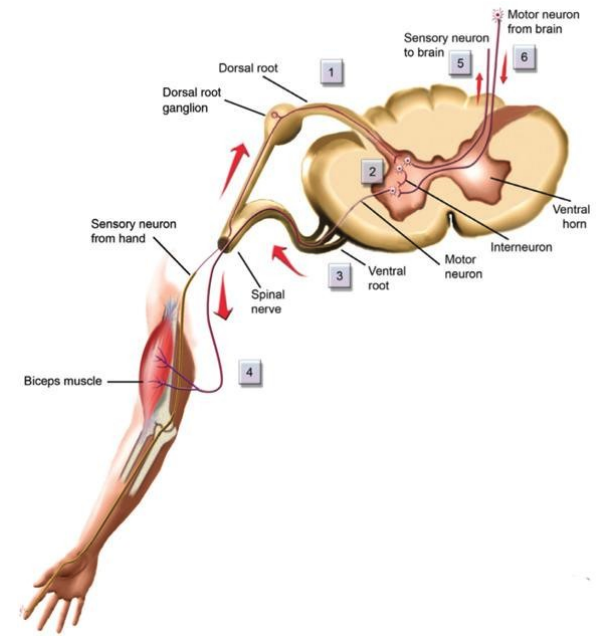 Motor neuron
from brain
Sensory neuron
to brain
5
6
Dorsal root
1
Dorsal root
ganglion
2
Ventral
horn
Sensory neuron
from hand
Interneuron
Motor
neuron
3
Ventral
root
Spinal
nerve
4
Biceps muscle